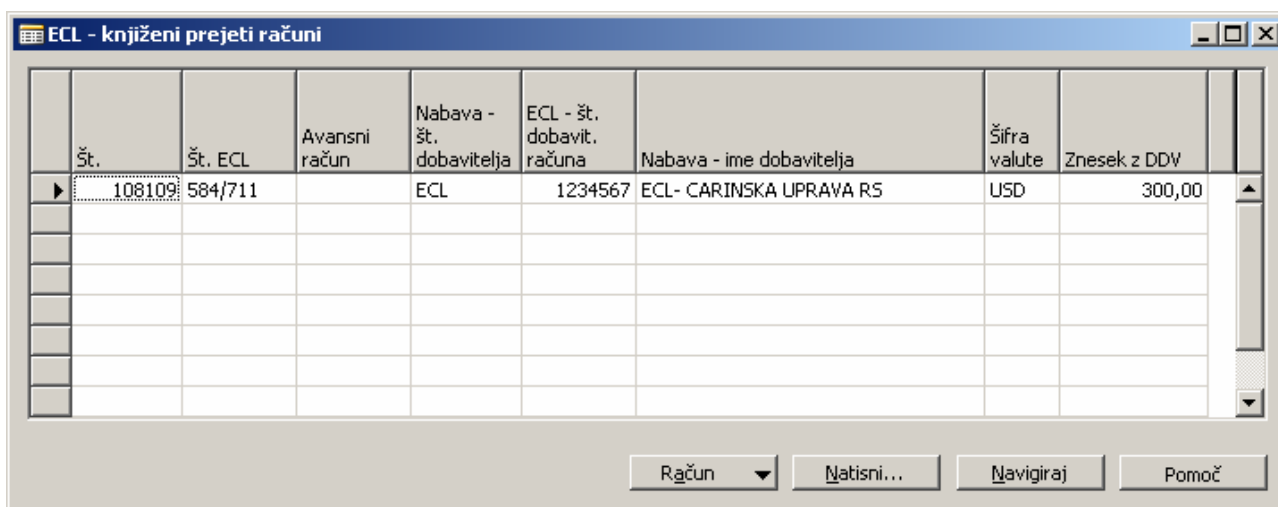 ECL - knjiženi prejeti računi
Št.
Št. ECL
Avansni
račun
Nabava -
št.
dobavitelja
ECL - št.
dobavit.
računa
Nabava - ime dobavitelja
Šifra
valute
Znesek z DDV
108109 584/711 ECL 1234567 ECL- CARINSKA UPRAVA RS USD 300,00
Račun Natisni... Navigiraj Pomoč